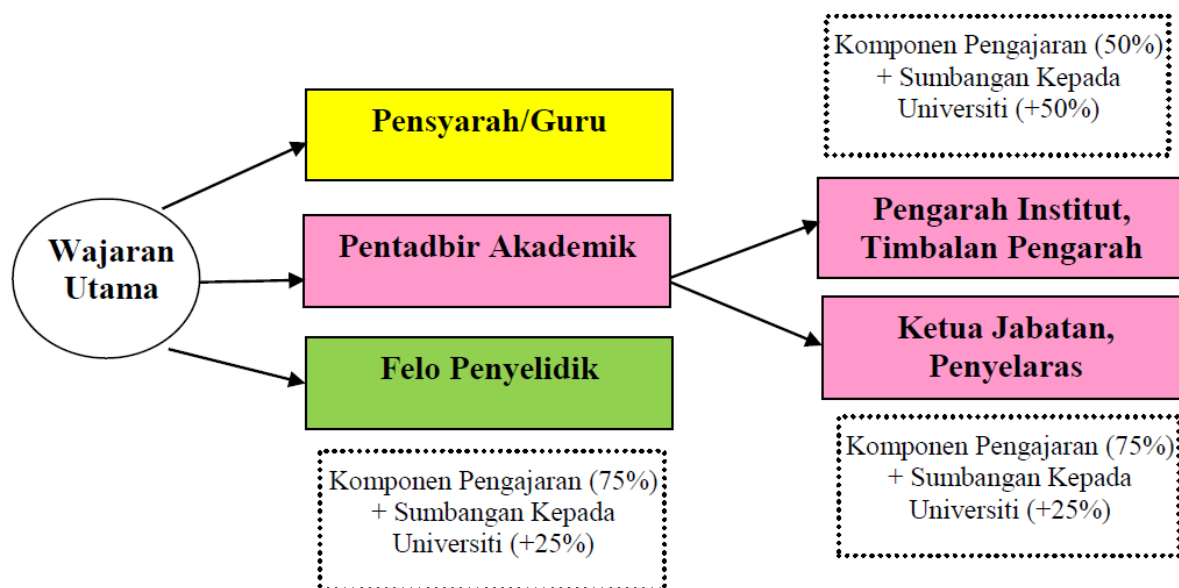 Komponen Pengajaran (50%)
+ Sumbangan Kepada
Universiti (+50%)
Pensyarah/Guru
Wajaran
Utama
Pentadbir Akademik
Pengarah Institut,
Timbalan Pengarah
Felo Penyelidik
Ketua Jabatan,
Penyelaras
Komponen Pengajaran (75%)
+ Sumbangan Kepada
Universiti (+25%)
Komponen Pengajaran (75%)
+ Sumbangan Kepada
Universiti (+25%)